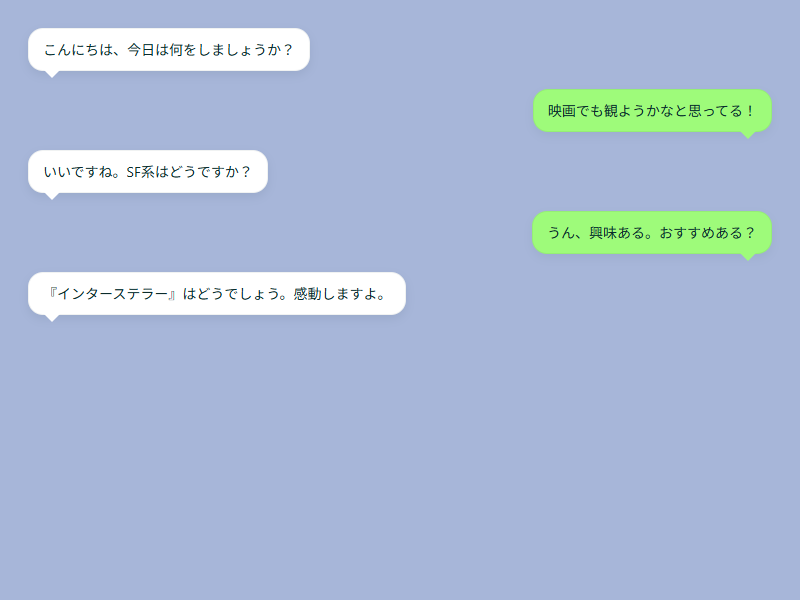 こんにちは、今日は何をしましょうか？
映画でも観ようかなと思ってる！
いいですね。SF系はどうですか？
うん、興味ある。おすすめある？
『インターステラー』はどうでしょう。感動しますよ。